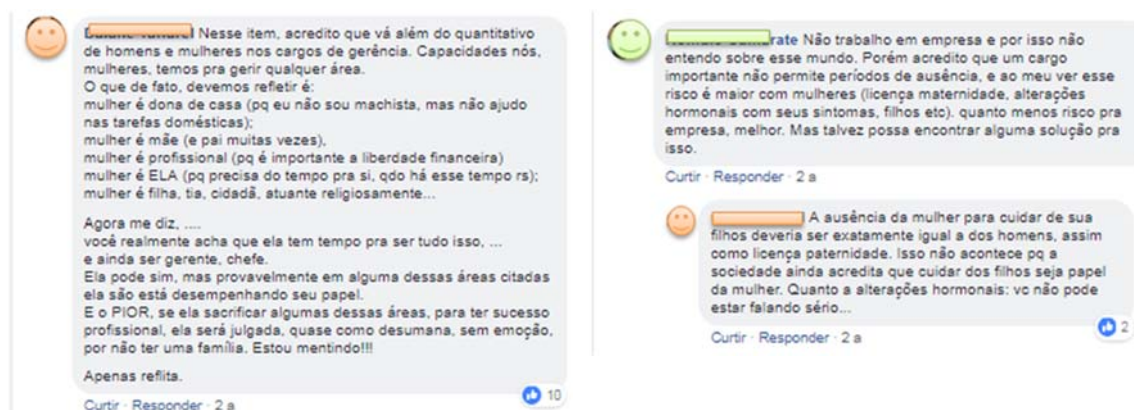 Nesse item, acredito que vá além do quantitativo
de homens e mulheres nos cargos de gerência. Capacidades nós,
mulheres, temos pra gerir qualquer área.
O que de fato, devemos refletir é:
mulher é dona de casa (pq eu não sou machista, mas não ajudo
nas tarefas domésticas);
mulher é mãe (e pai muitas vezes),
mulher é profissional (pq é importante a liberdade financeira)
mulher é ELA (pq precisa do tempo pra si, qdo há esse tempo rs);
mulher é filha, tia, cidadã, atuante religiosamente...
Agora me diz, ....
você realmente acha que ela tem tempo pra ser tudo isso, ...
e ainda ser gerente, chefe.
Ela pode sim, mas provavelmente em alguma dessas áreas citadas
ela são está desempenhando seu papel.
E o PIOR, se ela sacrificar algumas dessas áreas, para ter sucesso
profissional, ela será julgada, quase como desumana, sem emoção,
por não ter uma família. Estou mentindo!!!
Apenas reflita.
10
Curtir · Responder · 2 a
rate Não trabalho em empresa e por isso não
entendo sobre esse mundo. Porém acredito que um cargo
importante não permite períodos de ausência, e ao meu ver esse
risco é maior com mulheres (licença maternidade, alterações
hormonais com seus sintomas, filhos etc). quanto menos risco pra
empresa, melhor. Mas talvez possa encontrar alguma solução pra
isso.
Curtir · Responder · 2 a
A ausência da mulher para cuidar de sua
filhos deveria ser exatamente igual a dos homens, assim
como licença paternidade. Isso não acontece pq a
sociedade ainda acredita que cuidar dos filhos seja papel
da mulher. Quanto a alterações hormonais: vc não pode
estar falando sério...
2
Curtir · Responder · 2 a